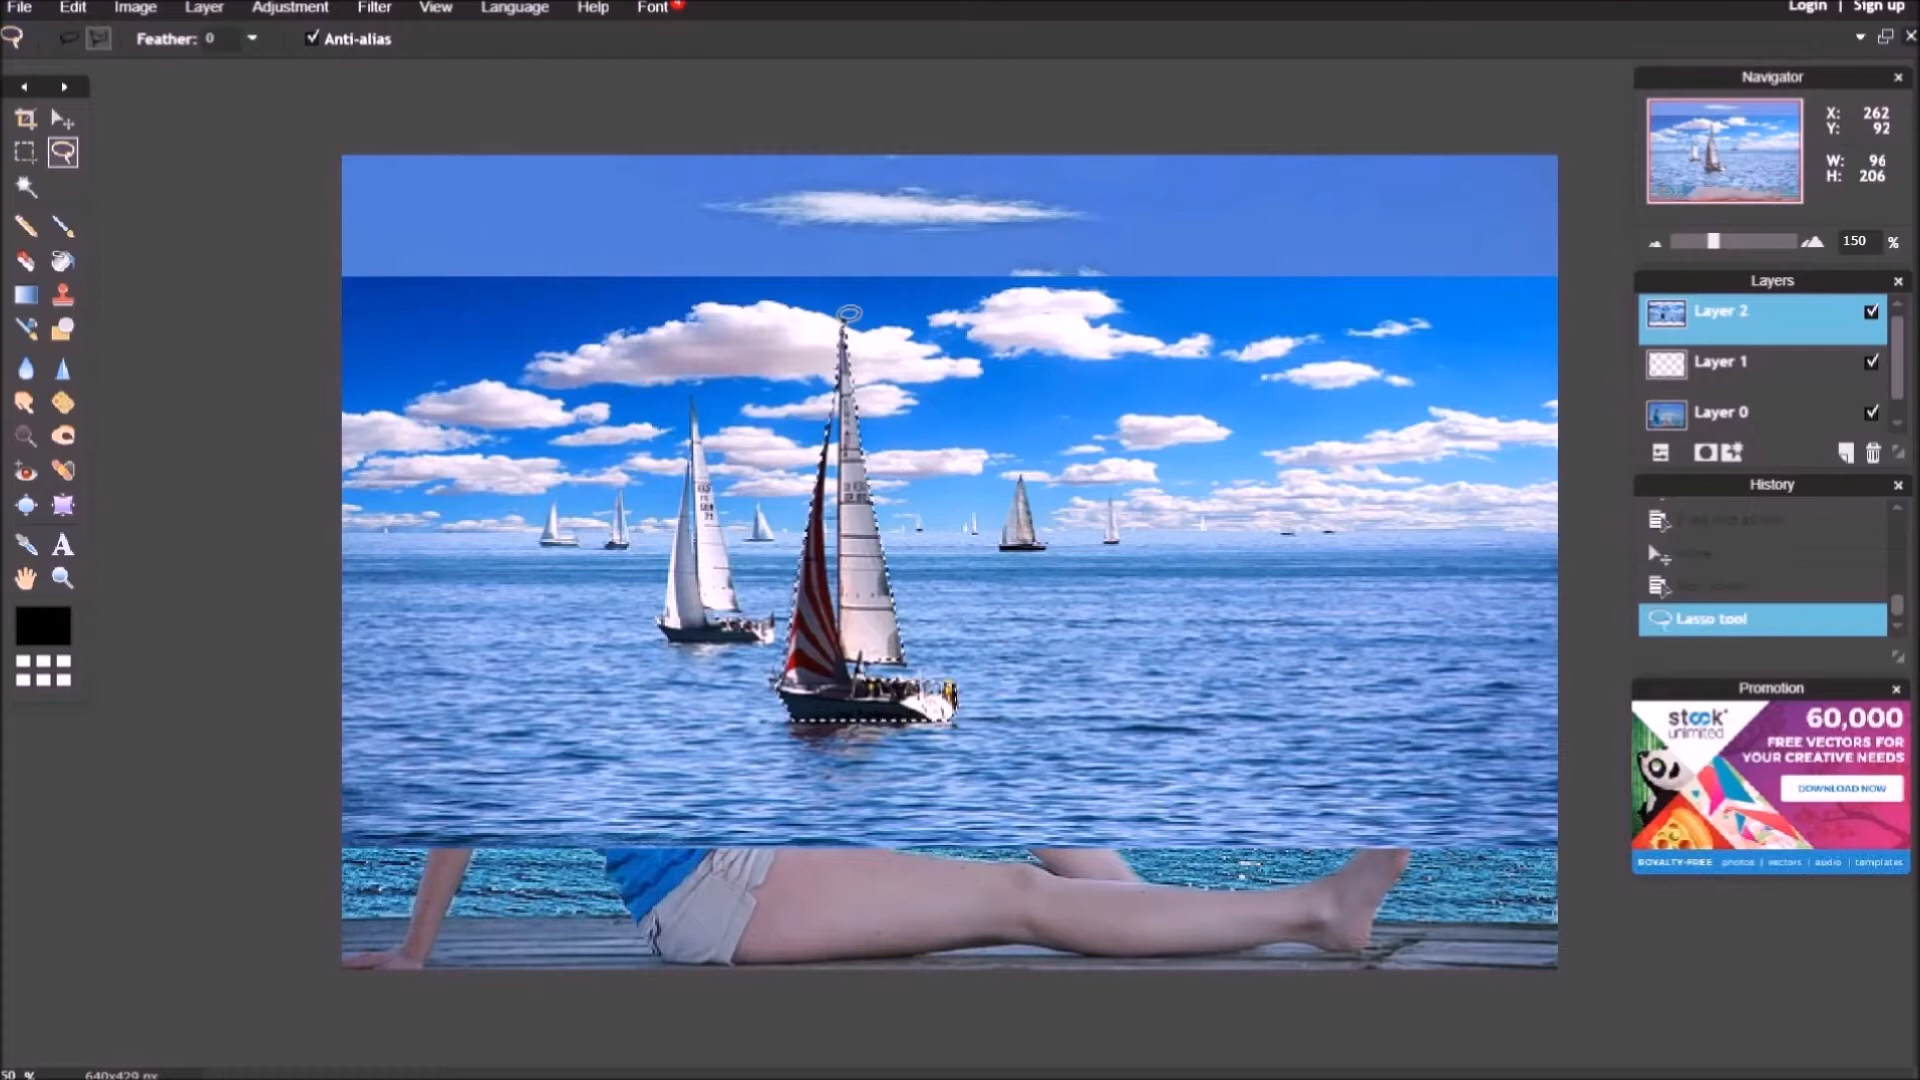 File Edit Image Layer Adjustment Filter View Language Help Font
Login | Sign up
Feather: 0
Anti-alias
Navigator
X: 262
Y: 92
W: 96
H: 206
150 %
Layers
Layer 2
Layer 1
Layer 0
History
Lasso tool
Promotion
stock unlimited
60,000
FREE VECTORS FOR
YOUR CREATIVE NEEDS
DOWNLOAD NOW
ROYALTY-FREE photos | vectors | audio | templates
A
50 % 640x429 px